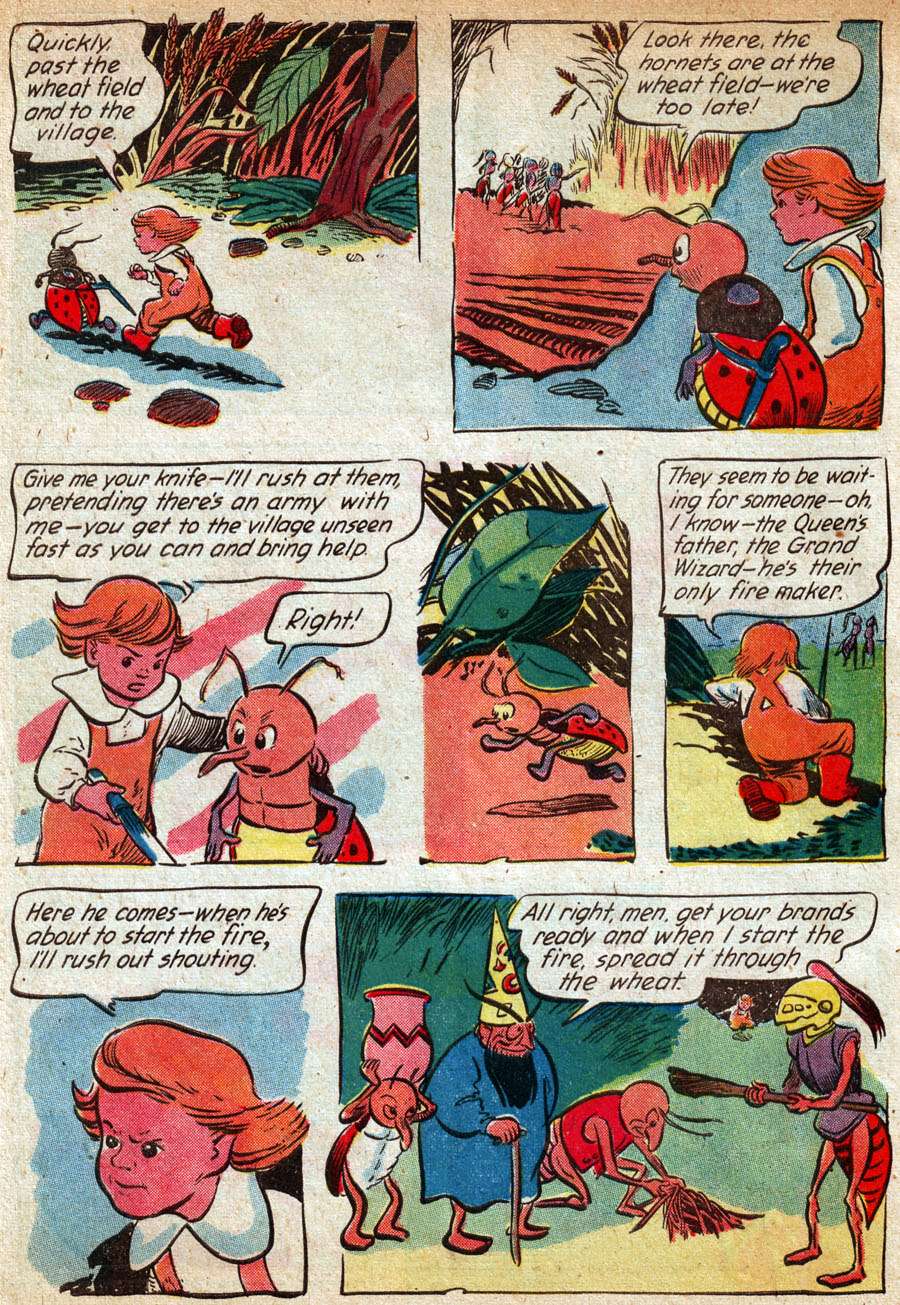 Quickly,
past the
wheat field
and to the
village.
Look there, the
hornets are at the
wheat field—we're
too late!
Give me your knife—I'll rush at them,
pretending there's an army with
me—you get to the village unseen
fast as you can and bring help.
Right!
They seem to be wait-
ing for someone—oh,
I know—the Queen's
father, the Grand
Wizard—he's their
only fire maker.
Here he comes—when he's
about to start the fire,
I'll rush out shouting.
All right, men, get your brands
ready and when I start the
fire, spread it through
the wheat.